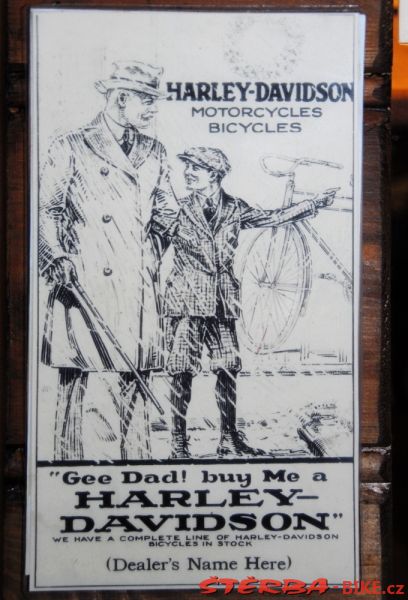 HARLEY-DAVIDSON
MOTORCYCLES
BICYCLES
"Gee Dad! buy Me a
HARLEY-
DAVIDSON"
WE HAVE A COMPLETE LINE OF HARLEY-DAVIDSON
BICYCLES IN STOCK
(Dealer's Name Here)
ŠTĚRBA-BIKE.cz